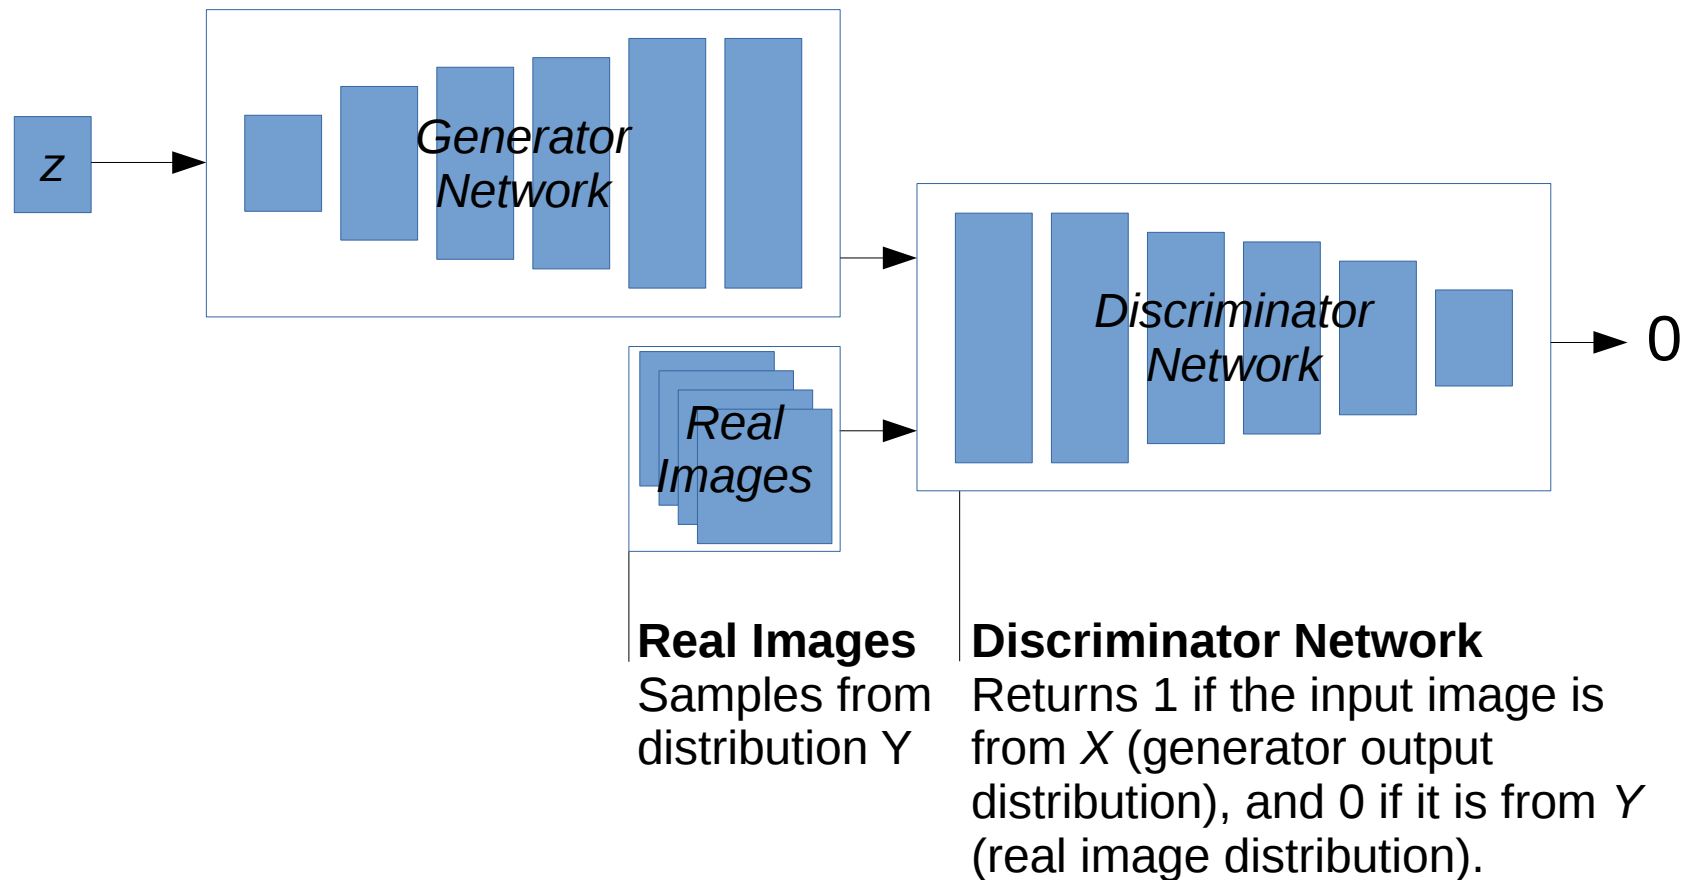 z
Generator
Network
Discriminator
Network
0
Real
Images
Real Images
Samples from
distribution Y
Discriminator Network
Returns 1 if the input image is
from X (generator output
distribution), and 0 if it is from Y
(real image distribution).